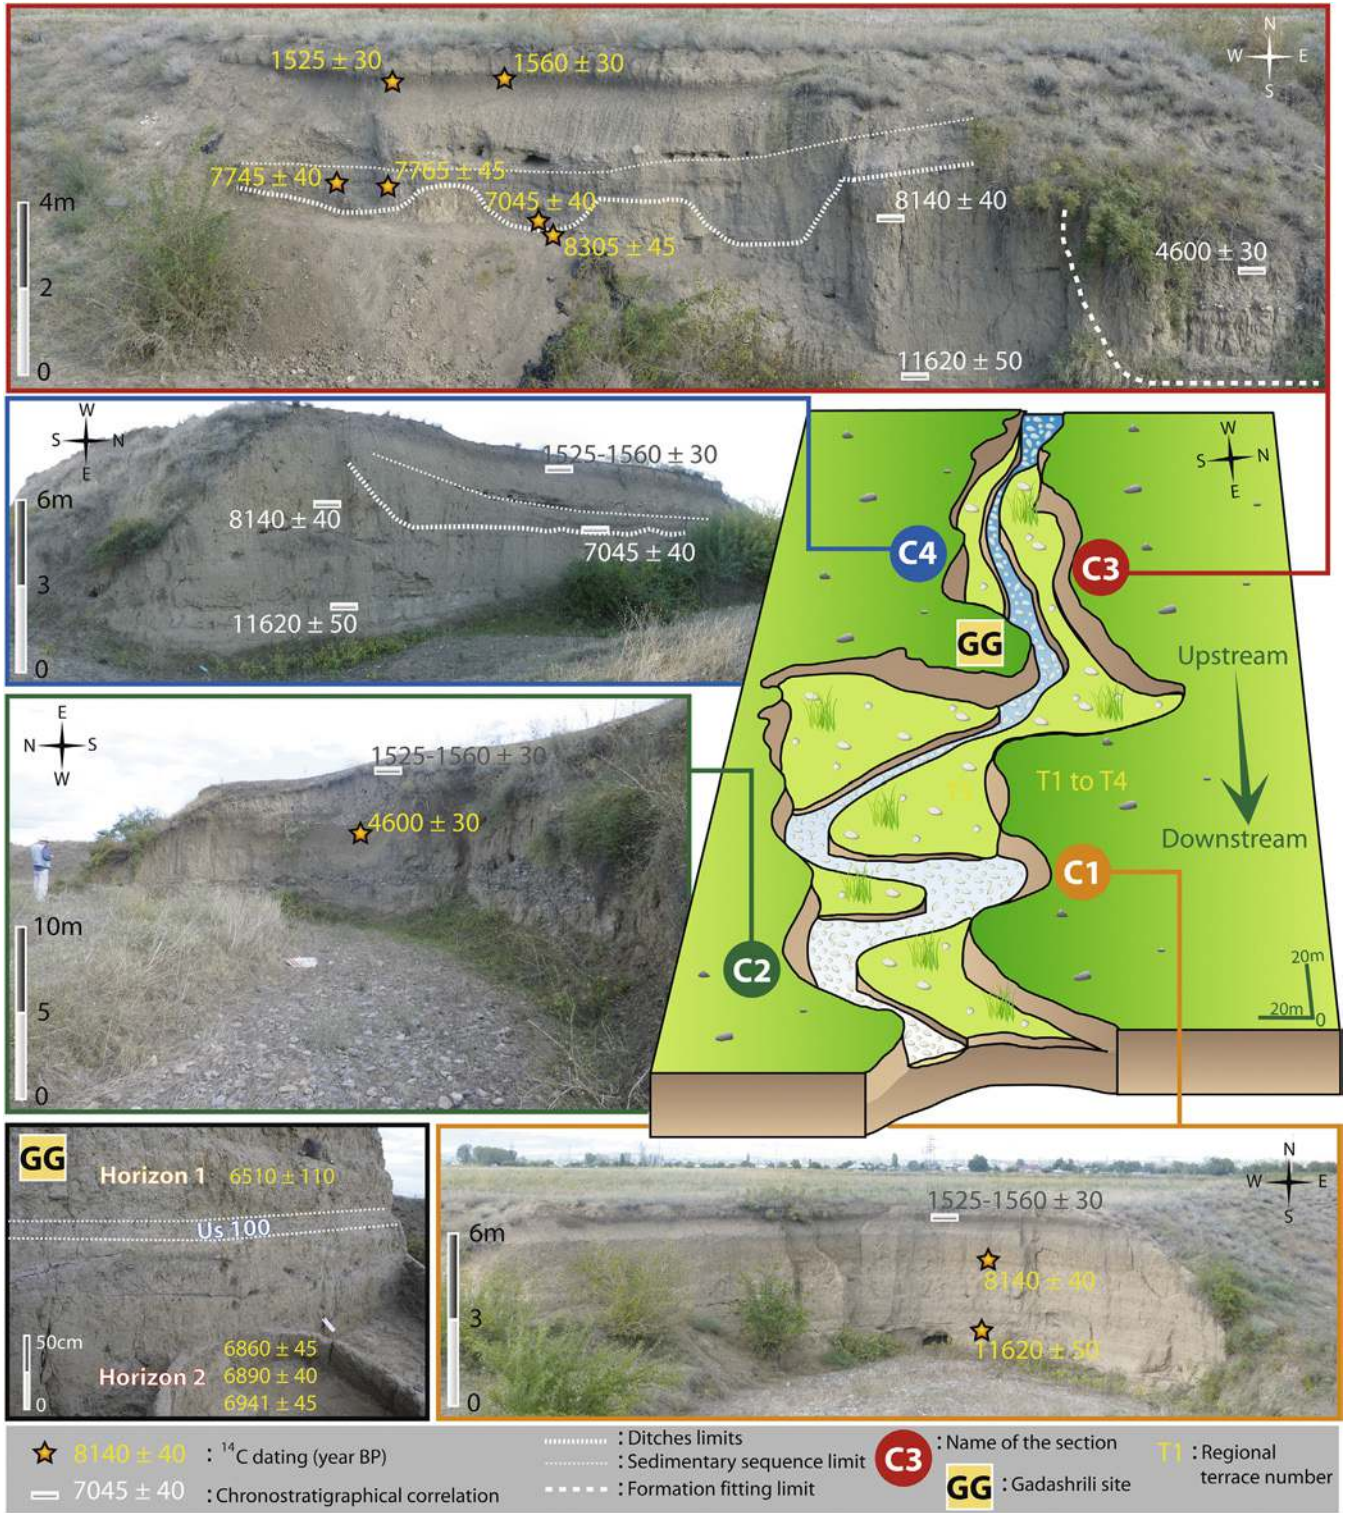 N
W E
S
1525 ± 30
1560 ± 30
7745 ± 40
7765 ± 45
7045 ± 40
8305 ± 45
8140 ± 40
4600 ± 30
11620 ± 50
4m
2
0
W
S N
E
1525-1560 ± 30
6m
8140 ± 40
7045 ± 40
3
11620 ± 50
0
W
S N
E
C4
C3
GG
Upstream
T1
T1 to T4
Downstream
C1
C2
20m
20m
0
E
N S
W
1525-1560 ± 30
4600 ± 30
10m
5
0
GG
Horizon 1 6510 ± 110
Us 100
50cm
0
6860 ± 45
Horizon 2 6890 ± 40
6941 ± 45
N
W E
S
1525-1560 ± 30
6m
8140 ± 40
3
11620 ± 50
0
8140 ± 40 : 14C dating (year BP)
7045 ± 40 : Chronostratigraphical correlation
: Ditches limits
: Sedimentary sequence limit
: Formation fitting limit
C3 : Name of the section
GG : Gadashrili site
T1 : Regional
terrace number